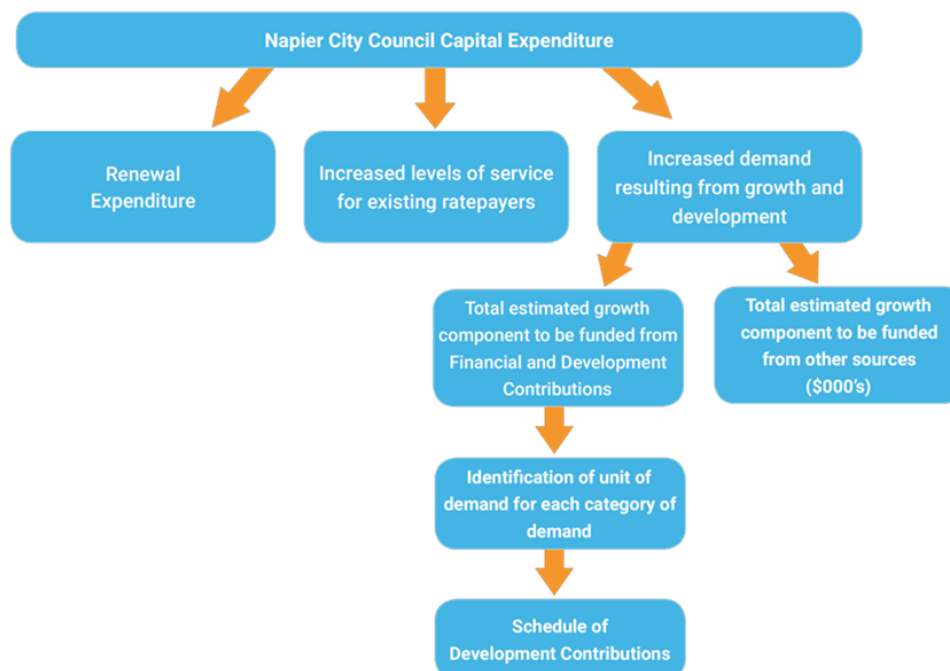 Napier City Council Capital Expenditure
Renewal
Expenditure
Increased levels of service
for existing ratepayers
Increased demand
resulting from growth and
development
Total estimated growth
component to be funded from
Financial and Development
Contributions
Total estimated growth
component to be funded
from other sources
($000’s)
Identification of unit of
demand for each category of
demand
Schedule of
Development Contributions